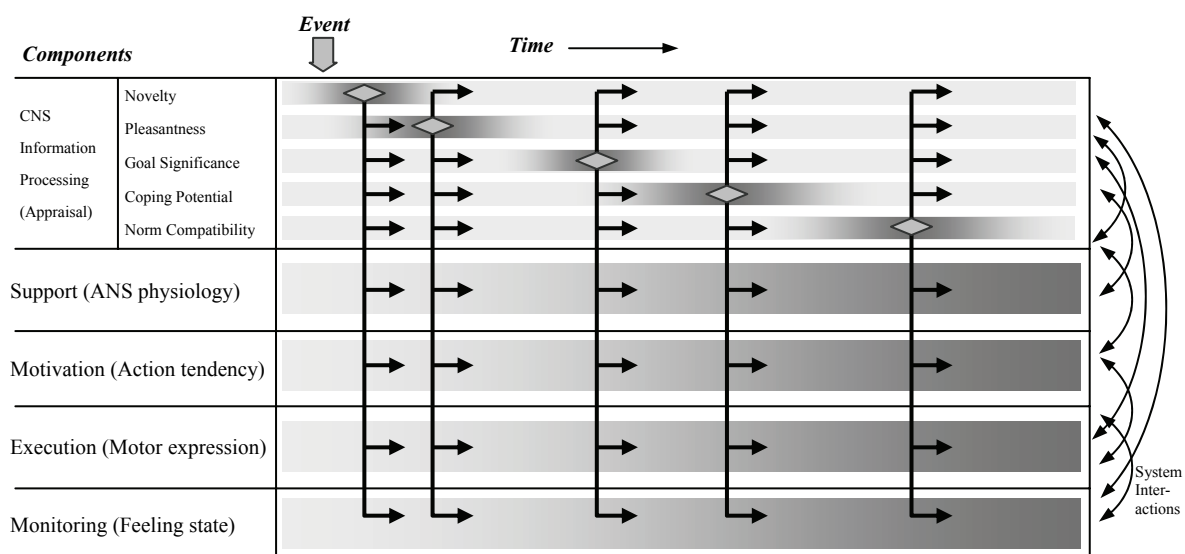 Event
Components
Time
CNS
Information
Processing
(Appraisal)
Novelty
Pleasantness
Goal Significance
Coping Potential
Norm Compatibility
Support (ANS physiology)
Motivation (Action tendency)
Execution (Motor expression)
Monitoring (Feeling state)
System
Inter-
actions